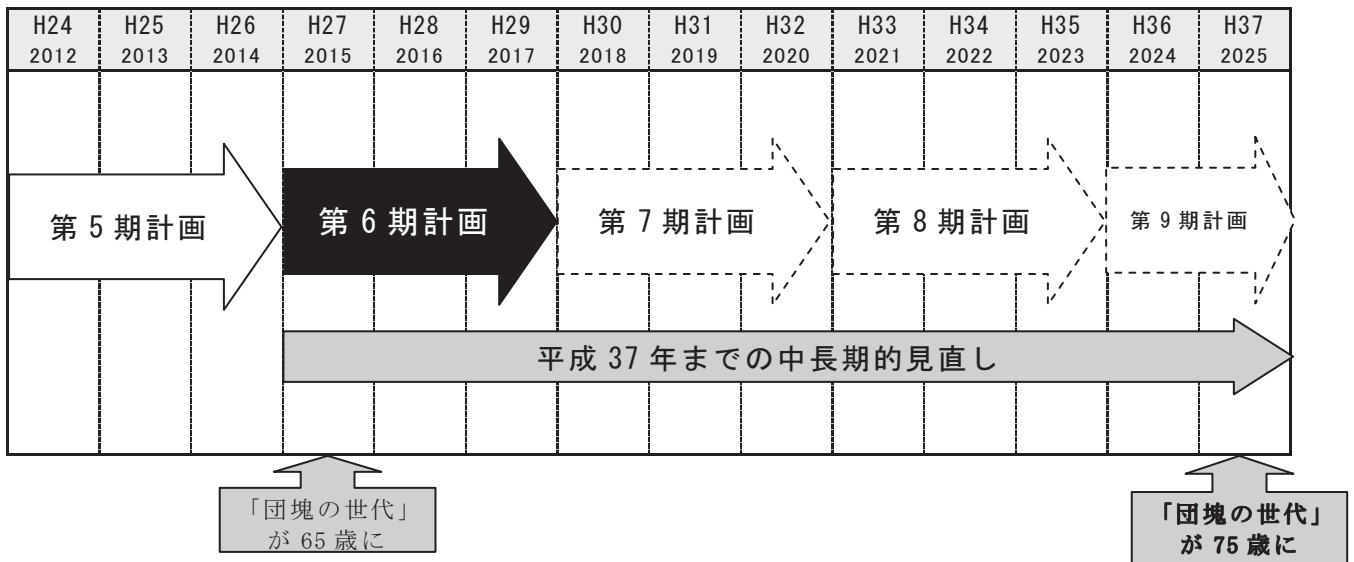 H24 H25 H26 H27 H28 H29 H30 H31 H32 H33 H34 H35 H36 H37
2012 2013 2014 2015 2016 2017 2018 2019 2020 2021 2022 2023 2024 2025
第5期計画 第6期計画 第7期計画 第8期計画 第9期計画
平成37年までの中長期的見直し
「団塊の世代」
が65歳に
「団塊の世代」
が75歳に